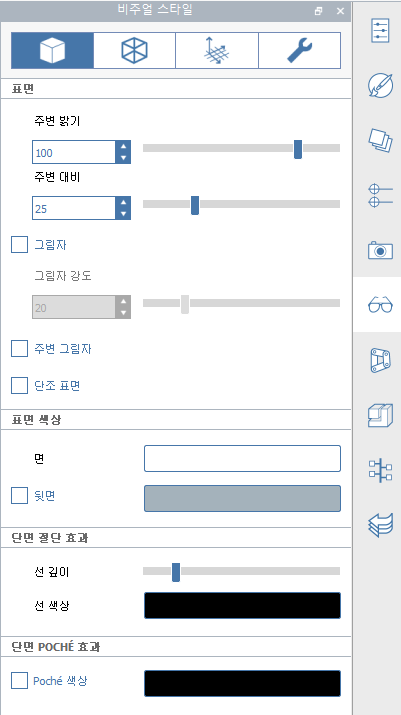 비주얼 스타일
표면
주변 밝기
100
주변 대비
25
그림자
그림자 강도
20
주변 그림자
단조 표면
표면 색상
면
뒷면
단면 절단 효과
선 깊이
선 색상
단면 POCHÉ 효과
Poché 색상